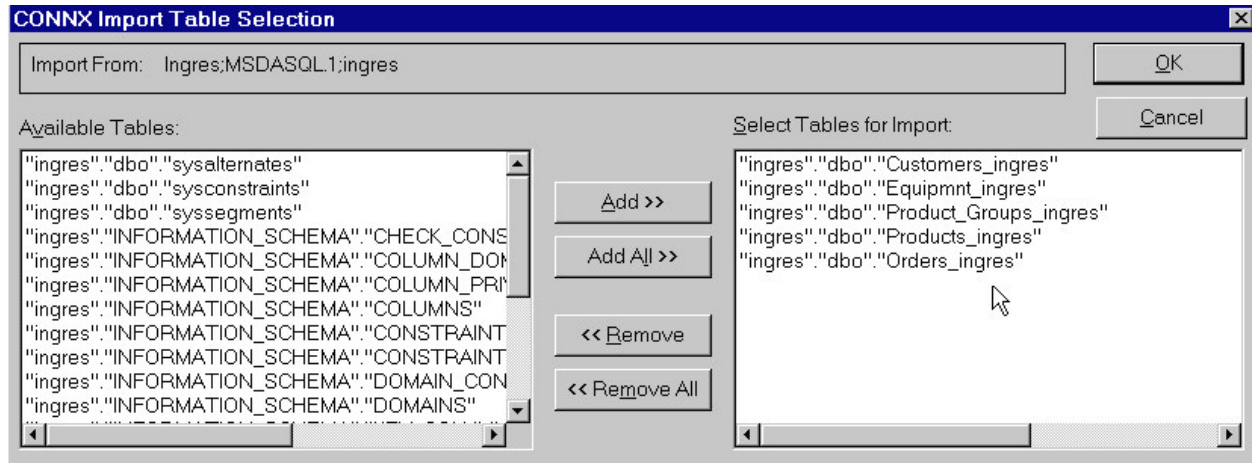 CONNX Import Table Selection
Import From: Ingres;MSDASQL.1;ingres
OK
Cancel
Available Tables:
"ingres"."dbo"."sysalternates"
"ingres"."dbo"."sysconstraints"
"ingres"."dbo"."syssegments"
"ingres"."INFORMATION_SCHEMA"."CHECK_CONS
"ingres"."INFORMATION_SCHEMA"."COLUMN_DOM
"ingres"."INFORMATION_SCHEMA"."COLUMN_PRI
"ingres"."INFORMATION_SCHEMA"."COLUMNS"
"ingres"."INFORMATION_SCHEMA"."CONSTRAINT
"ingres"."INFORMATION_SCHEMA"."CONSTRAINT
"ingres"."INFORMATION_SCHEMA"."DOMAIN_CON
"ingres"."INFORMATION_SCHEMA"."DOMAINS"
Add >>
Add All >>
<< Remove
<< Remove All
Select Tables for Import:
"ingres"."dbo"."Customers_ingres"
"ingres"."dbo"."Equipmnt_ingres"
"ingres"."dbo"."Product_Groups_ingres"
"ingres"."dbo"."Products_ingres"
"ingres"."dbo"."Orders_ingres"